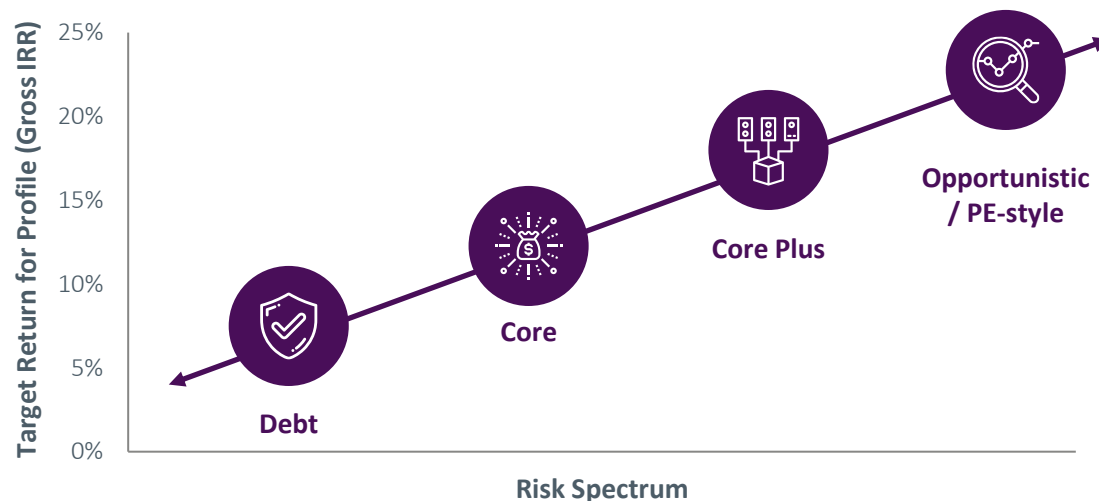 Target Return for Profile (Gross IRR)
25%
20%
15%
10%
5%
0%
$
Debt
Core
Core Plus
Opportunistic
/ PE-style
Risk Spectrum